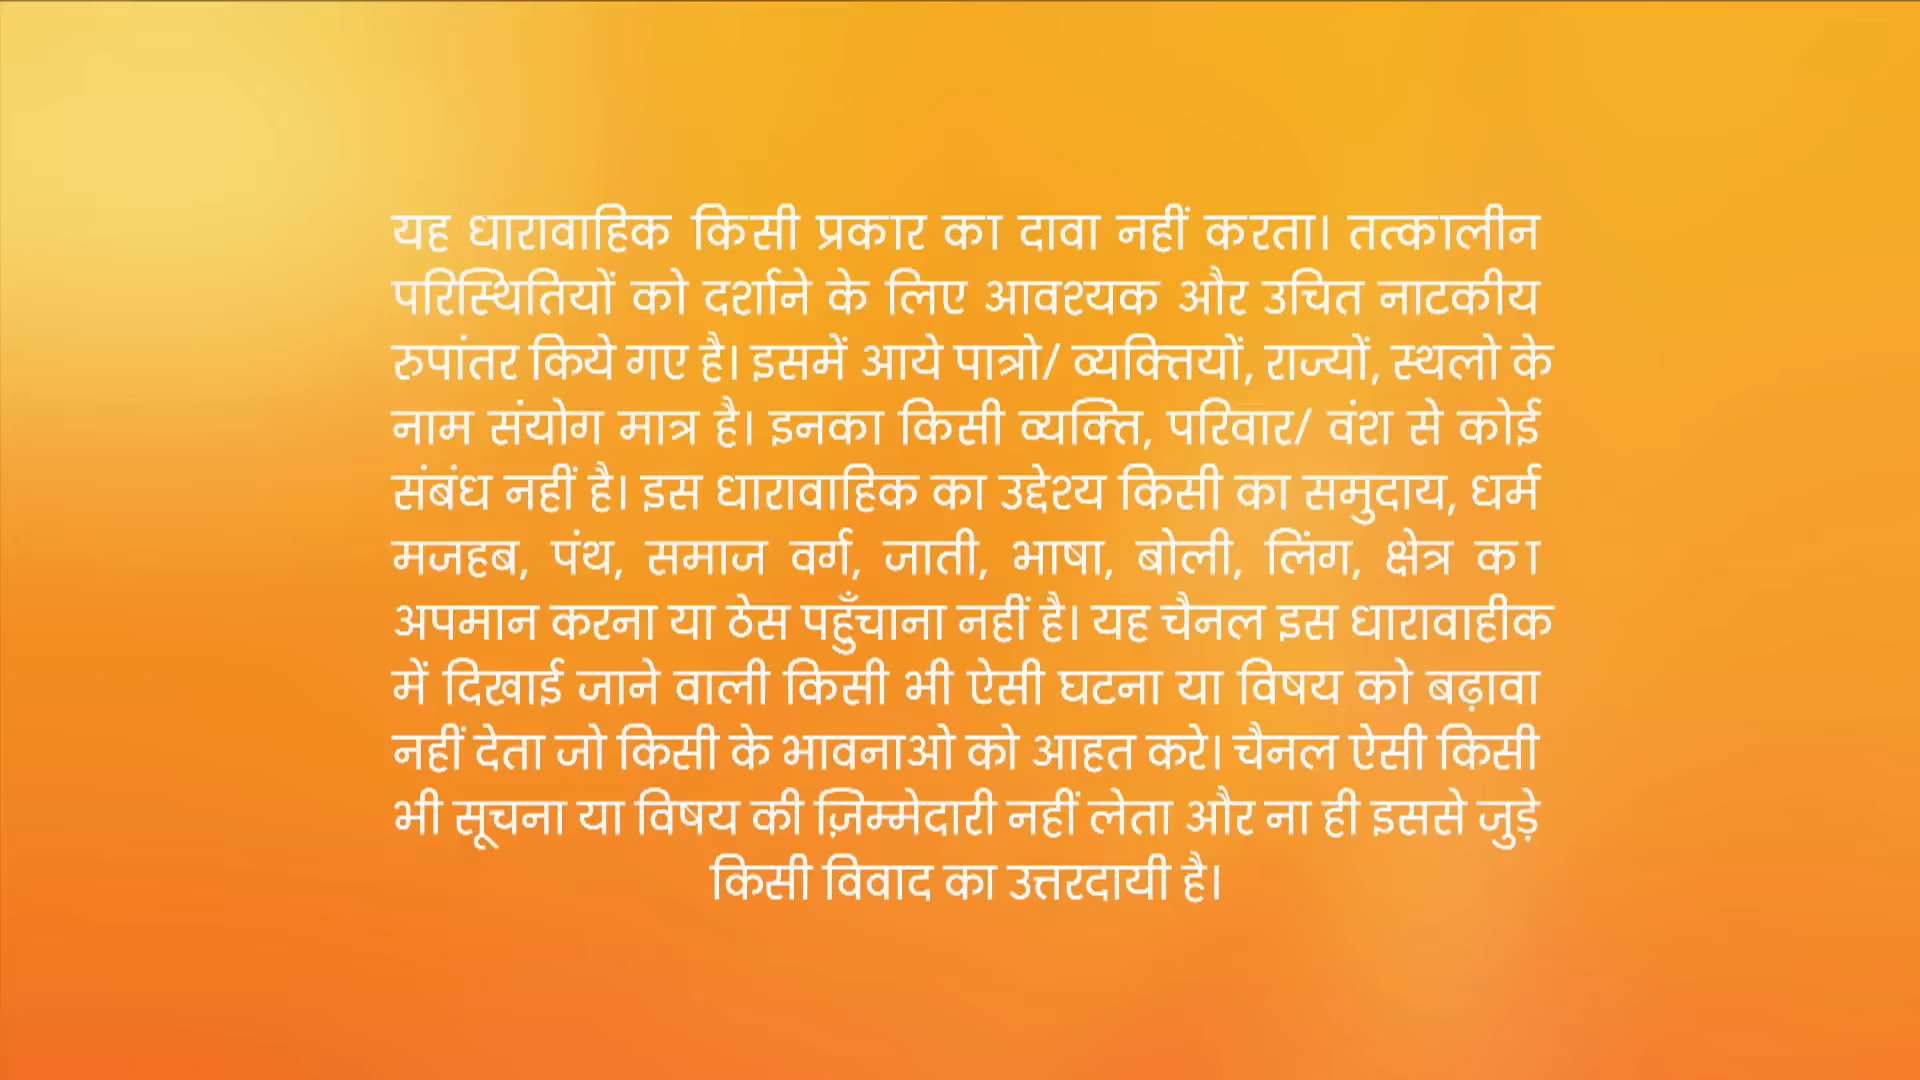 यह धारावाहिक किसी प्रकार का दावा नहीं करता। तत्कालीन
परिस्थितियों को दर्शाने के लिए आवश्यक और उचित नाटकीय
रुपांतर किये गए है। इसमें आये पात्रो/ व्यक्तियों, राज्यों, स्थलो के
नाम संयोग मात्र है। इनका किसी व्यक्ति, परिवार/ वंश से कोई
संबंध नहीं है। इस धारावाहिक का उद्देश्य किसी का समुदाय, धर्म
मजहब, पंथ, समाज वर्ग, जाती, भाषा, बोली, लिंग, क्षेत्र का
अपमान करना या ठेस पहुँचाना नहीं है। यह चैनल इस धारावाहीक
में दिखाई जाने वाली किसी भी ऐसी घटना या विषय को बढ़ावा
नहीं देता जो किसी के भावनाओ को आहत करे। चैनल ऐसी किसी
भी सूचना या विषय की ज़िम्मेदारी नहीं लेता और ना ही इससे जुड़े
किसी विवाद का उत्तरदायी है।